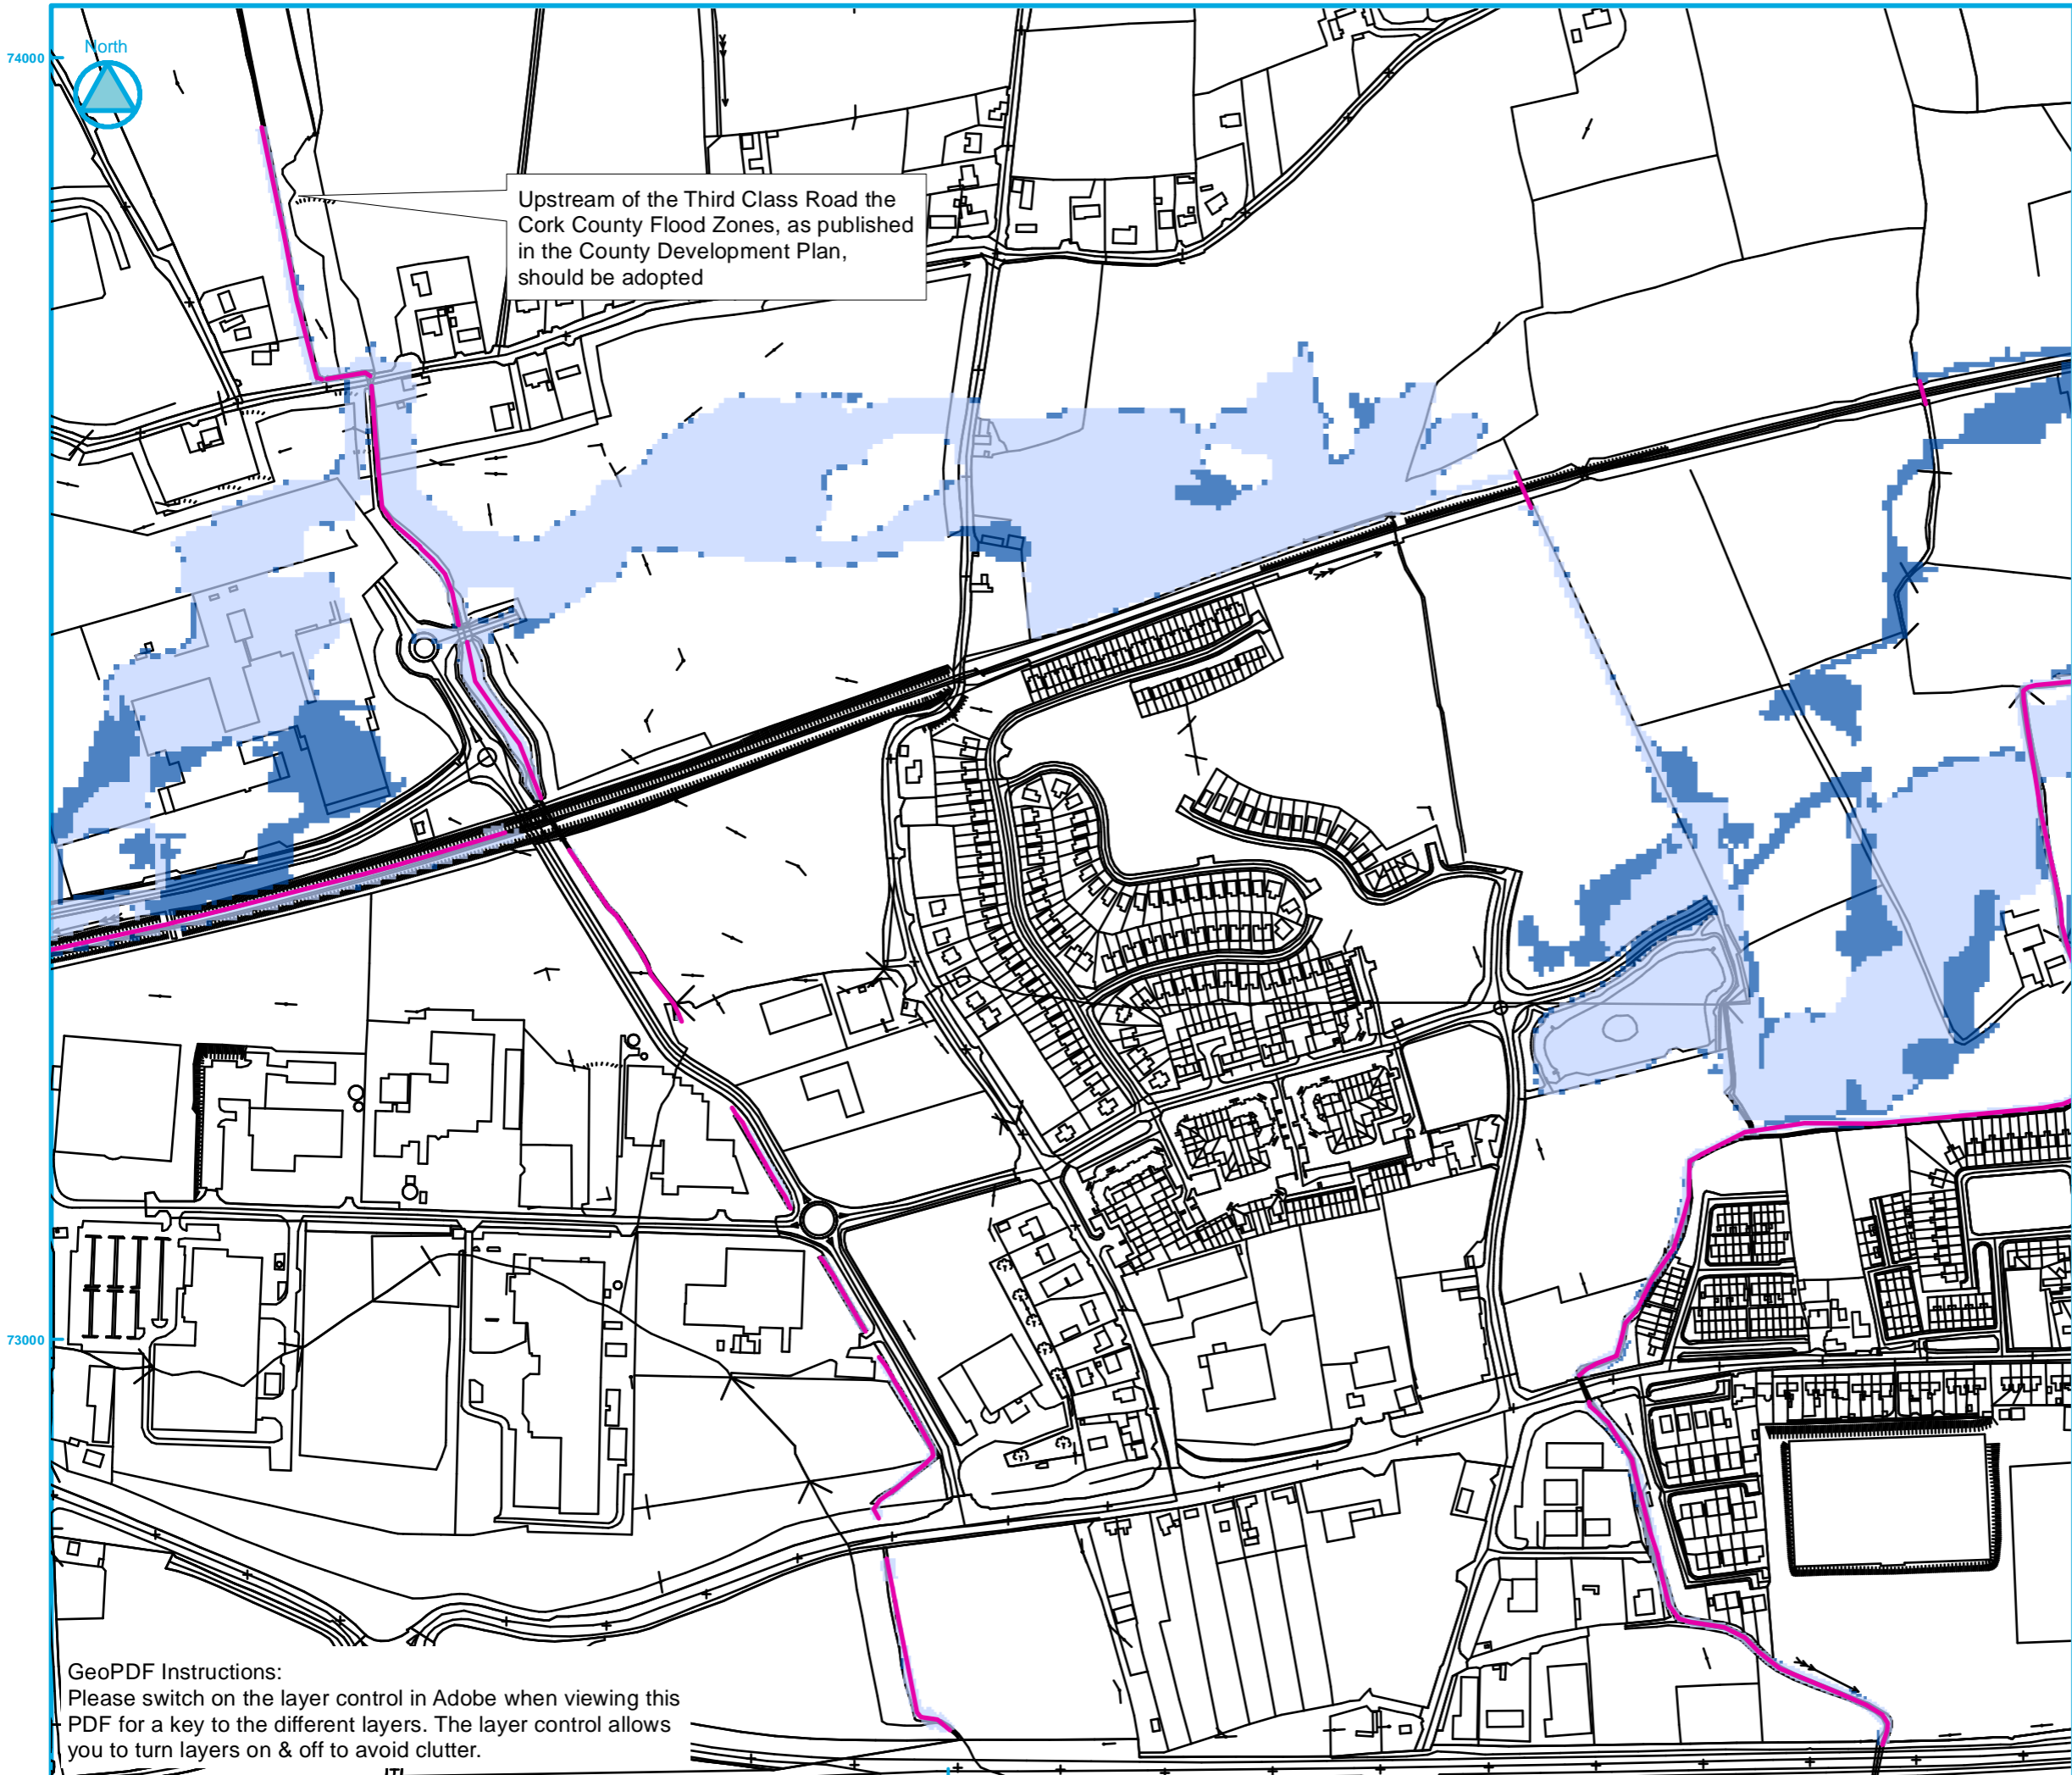 74000
North
Upstream of the Third Class Road the
Cork County Flood Zones, as published
in the County Development Plan,
should be adopted
73000
GeoPDF Instructions:
Please switch on the layer control in Adobe when viewing this
PDF for a key to the different layers. The layer control allows
you to turn layers on & off to avoid clutter.